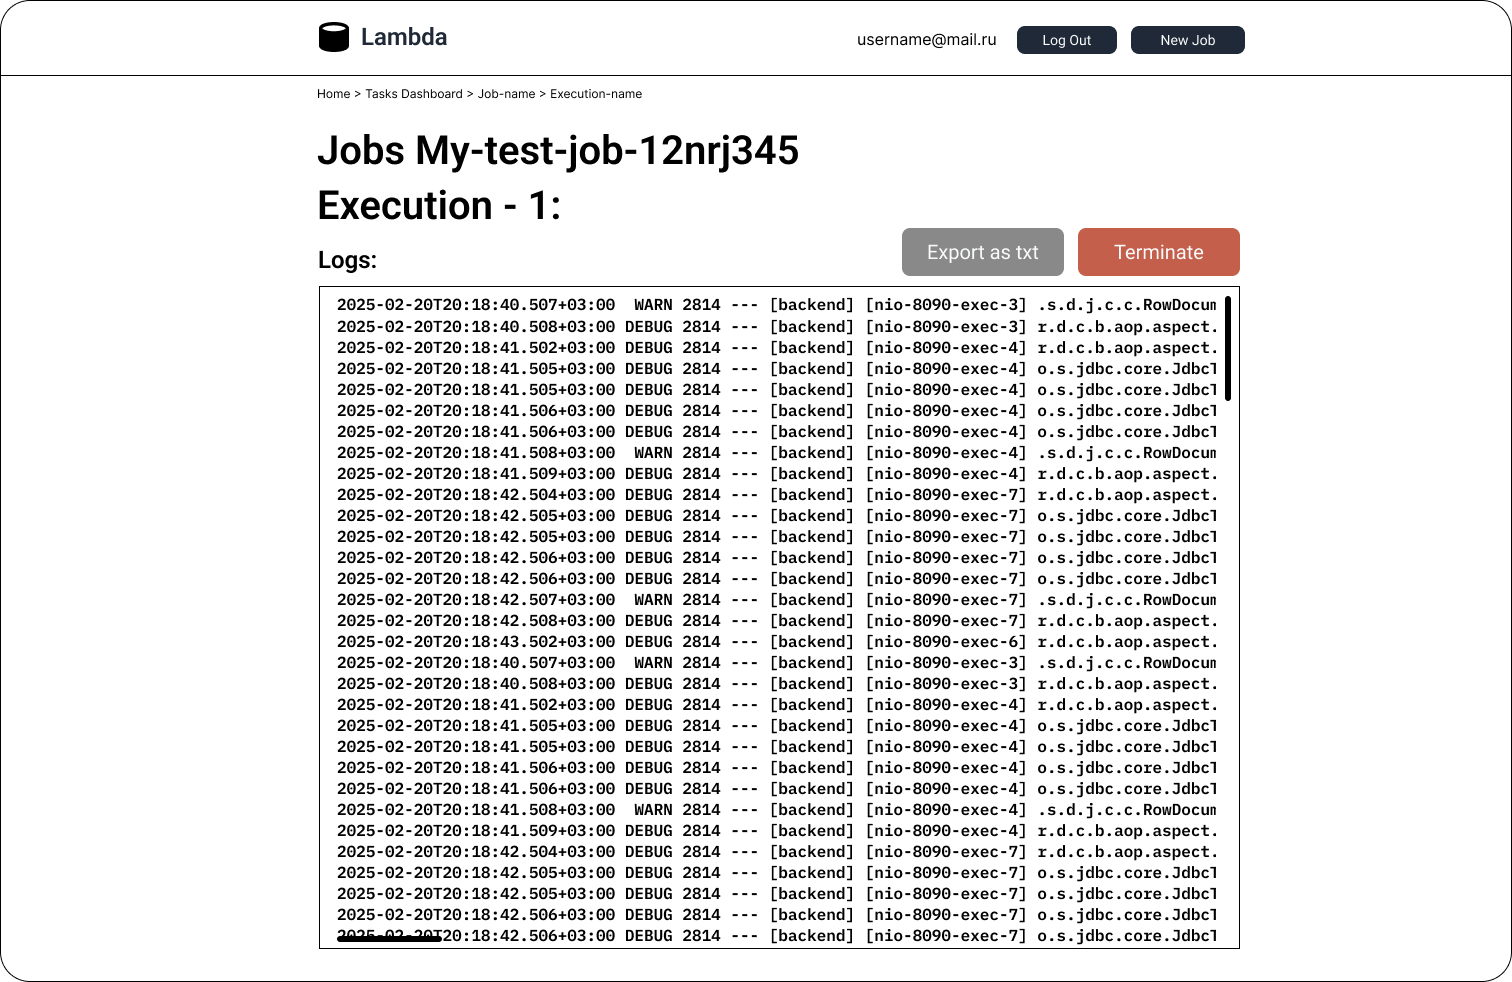 Lambda
username@mail.ru
Log Out
New Job
Home > Tasks Dashboard > Job-name > Execution-name
Jobs My-test-job-12nrj345
Execution - 1:
Logs:
Export as txt
Terminate
2025-02-20T20:18:40.507+03:00  WARN 2814 --- [backend] [nio-8090-exec-3] .s.d.j.c.c.RowDocum
2025-02-20T20:18:40.508+03:00 DEBUG 2814 --- [backend] [nio-8090-exec-3] r.d.c.b.aop.aspect.
2025-02-20T20:18:41.502+03:00 DEBUG 2814 --- [backend] [nio-8090-exec-4] r.d.c.b.aop.aspect.
2025-02-20T20:18:41.505+03:00 DEBUG 2814 --- [backend] [nio-8090-exec-4] o.s.jdbc.core.JdbcT
2025-02-20T20:18:41.505+03:00 DEBUG 2814 --- [backend] [nio-8090-exec-4] o.s.jdbc.core.JdbcT
2025-02-20T20:18:41.506+03:00 DEBUG 2814 --- [backend] [nio-8090-exec-4] o.s.jdbc.core.JdbcT
2025-02-20T20:18:41.506+03:00 DEBUG 2814 --- [backend] [nio-8090-exec-4] o.s.jdbc.core.JdbcT
2025-02-20T20:18:41.508+03:00  WARN 2814 --- [backend] [nio-8090-exec-4] .s.d.j.c.c.RowDocum
2025-02-20T20:18:41.509+03:00 DEBUG 2814 --- [backend] [nio-8090-exec-4] r.d.c.b.aop.aspect.
2025-02-20T20:18:42.504+03:00 DEBUG 2814 --- [backend] [nio-8090-exec-7] r.d.c.b.aop.aspect.
2025-02-20T20:18:42.505+03:00 DEBUG 2814 --- [backend] [nio-8090-exec-7] o.s.jdbc.core.JdbcT
2025-02-20T20:18:42.505+03:00 DEBUG 2814 --- [backend] [nio-8090-exec-7] o.s.jdbc.core.JdbcT
2025-02-20T20:18:42.506+03:00 DEBUG 2814 --- [backend] [nio-8090-exec-7] o.s.jdbc.core.JdbcT
2025-02-20T20:18:42.506+03:00 DEBUG 2814 --- [backend] [nio-8090-exec-7] o.s.jdbc.core.JdbcT
2025-02-20T20:18:42.507+03:00  WARN 2814 --- [backend] [nio-8090-exec-7] .s.d.j.c.c.RowDocum
2025-02-20T20:18:42.508+03:00 DEBUG 2814 --- [backend] [nio-8090-exec-7] r.d.c.b.aop.aspect.
2025-02-20T20:18:43.502+03:00 DEBUG 2814 --- [backend] [nio-8090-exec-6] r.d.c.b.aop.aspect.
2025-02-20T20:18:40.507+03:00  WARN 2814 --- [backend] [nio-8090-exec-3] .s.d.j.c.c.RowDocum
2025-02-20T20:18:40.508+03:00 DEBUG 2814 --- [backend] [nio-8090-exec-3] r.d.c.b.aop.aspect.
2025-02-20T20:18:41.502+03:00 DEBUG 2814 --- [backend] [nio-8090-exec-4] r.d.c.b.aop.aspect.
2025-02-20T20:18:41.505+03:00 DEBUG 2814 --- [backend] [nio-8090-exec-4] o.s.jdbc.core.JdbcT
2025-02-20T20:18:41.505+03:00 DEBUG 2814 --- [backend] [nio-8090-exec-4] o.s.jdbc.core.JdbcT
2025-02-20T20:18:41.506+03:00 DEBUG 2814 --- [backend] [nio-8090-exec-4] o.s.jdbc.core.JdbcT
2025-02-20T20:18:41.506+03:00 DEBUG 2814 --- [backend] [nio-8090-exec-4] o.s.jdbc.core.JdbcT
2025-02-20T20:18:41.508+03:00  WARN 2814 --- [backend] [nio-8090-exec-4] .s.d.j.c.c.RowDocum
2025-02-20T20:18:41.509+03:00 DEBUG 2814 --- [backend] [nio-8090-exec-4] r.d.c.b.aop.aspect.
2025-02-20T20:18:42.504+03:00 DEBUG 2814 --- [backend] [nio-8090-exec-7] r.d.c.b.aop.aspect.
2025-02-20T20:18:42.505+03:00 DEBUG 2814 --- [backend] [nio-8090-exec-7] o.s.jdbc.core.JdbcT
2025-02-20T20:18:42.505+03:00 DEBUG 2814 --- [backend] [nio-8090-exec-7] o.s.jdbc.core.JdbcT
2025-02-20T20:18:42.506+03:00 DEBUG 2814 --- [backend] [nio-8090-exec-7] o.s.jdbc.core.JdbcT
2025-02-20T20:18:42.506+03:00 DEBUG 2814 --- [backend] [nio-8090-exec-7] o.s.jdbc.core.JdbcT